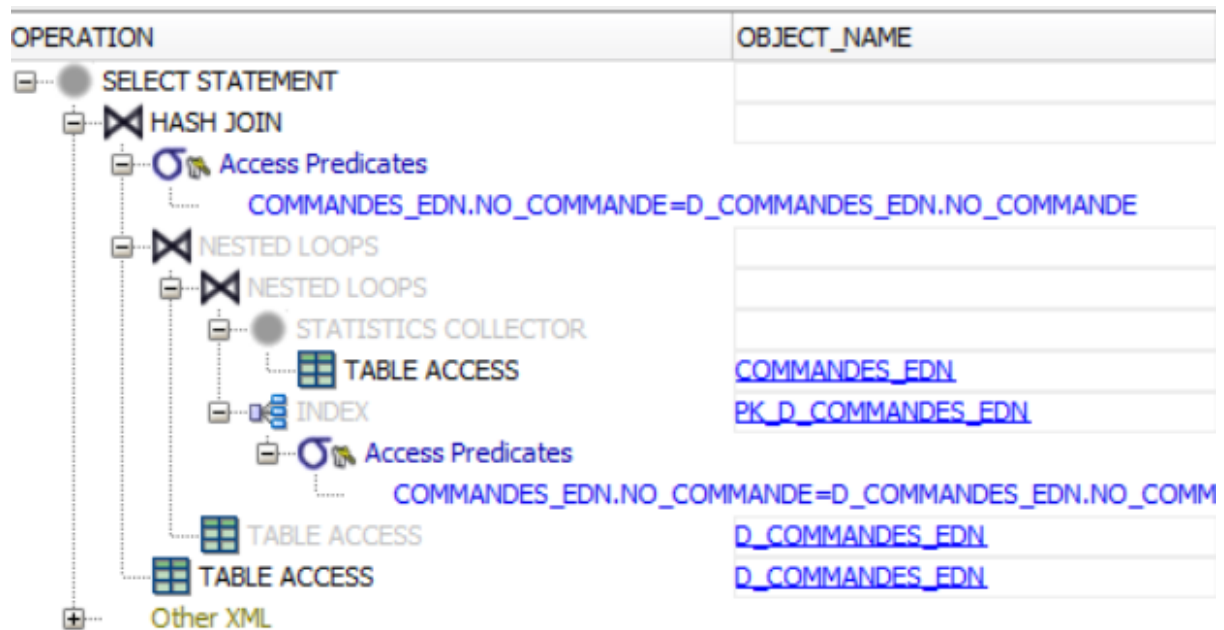 OPERATION OBJECT_NAME
SELECT STATEMENT
HASH JOIN
Access Predicates
COMMANDES_EDN.NO_COMMANDE=D_COMMANDES_EDN.NO_COMMANDE
NESTED LOOPS
NESTED LOOPS
STATISTICS COLLECTOR
TABLE ACCESS COMMANDES_EDN
INDEX PK_D_COMMANDES_EDN
Access Predicates
COMMANDES_EDN.NO_COMMANDE=D_COMMANDES_EDN.NO_COMM
TABLE ACCESS D_COMMANDES_EDN
TABLE ACCESS D_COMMANDES_EDN
Other XML